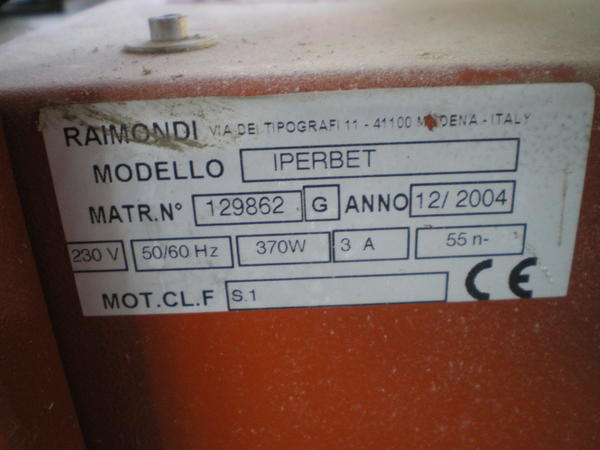 RAIMONDI VIA DEI TIPOGRAFI 11 - 41100 MODENA - ITALY
MODELLO IPERBET
MATR.N° 129862 G ANNO 12/2004
230 V 50/60 Hz 370W 3 A 55 n-
MOT.CL.F S.1 CE